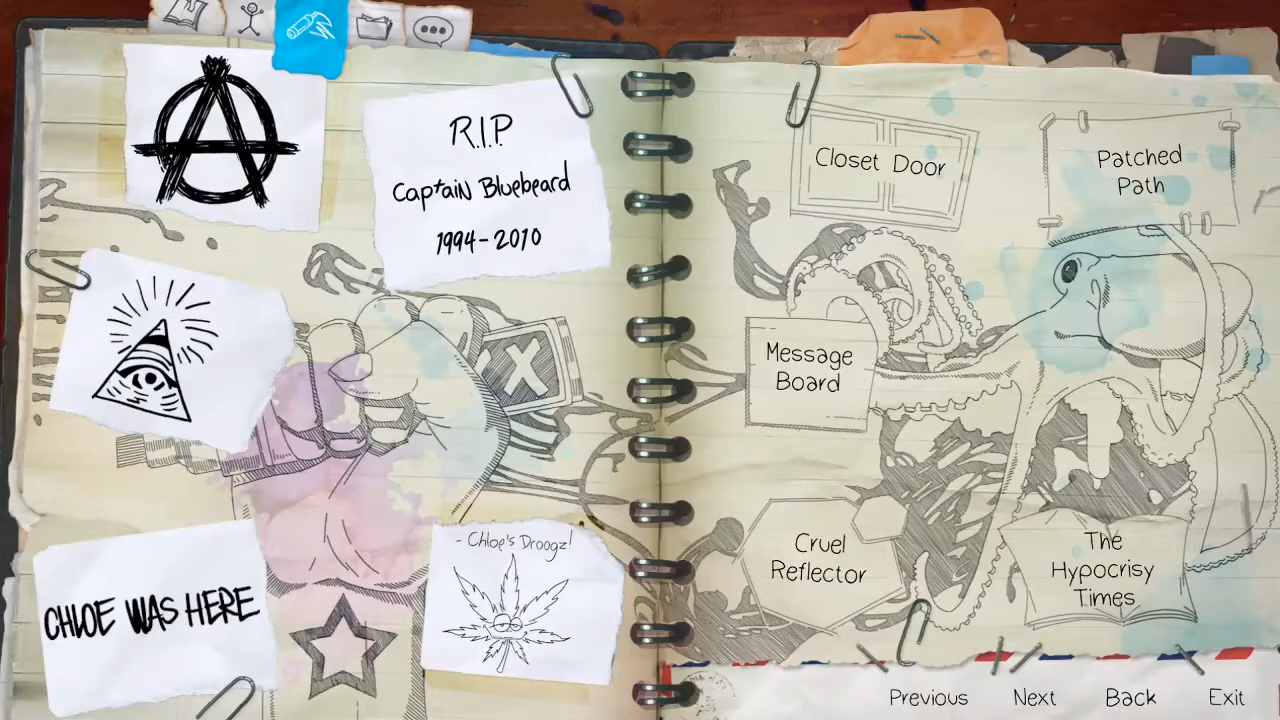 R.I.P
Captain Bluebeard
1994-2010
CHLOE WAS HERE
- Chloe's Droogz!
Closet Door
Patched
Path
Message
Board
Cruel
Reflector
The
Hypocrisy
Times
Previous
Next
Back
Exit